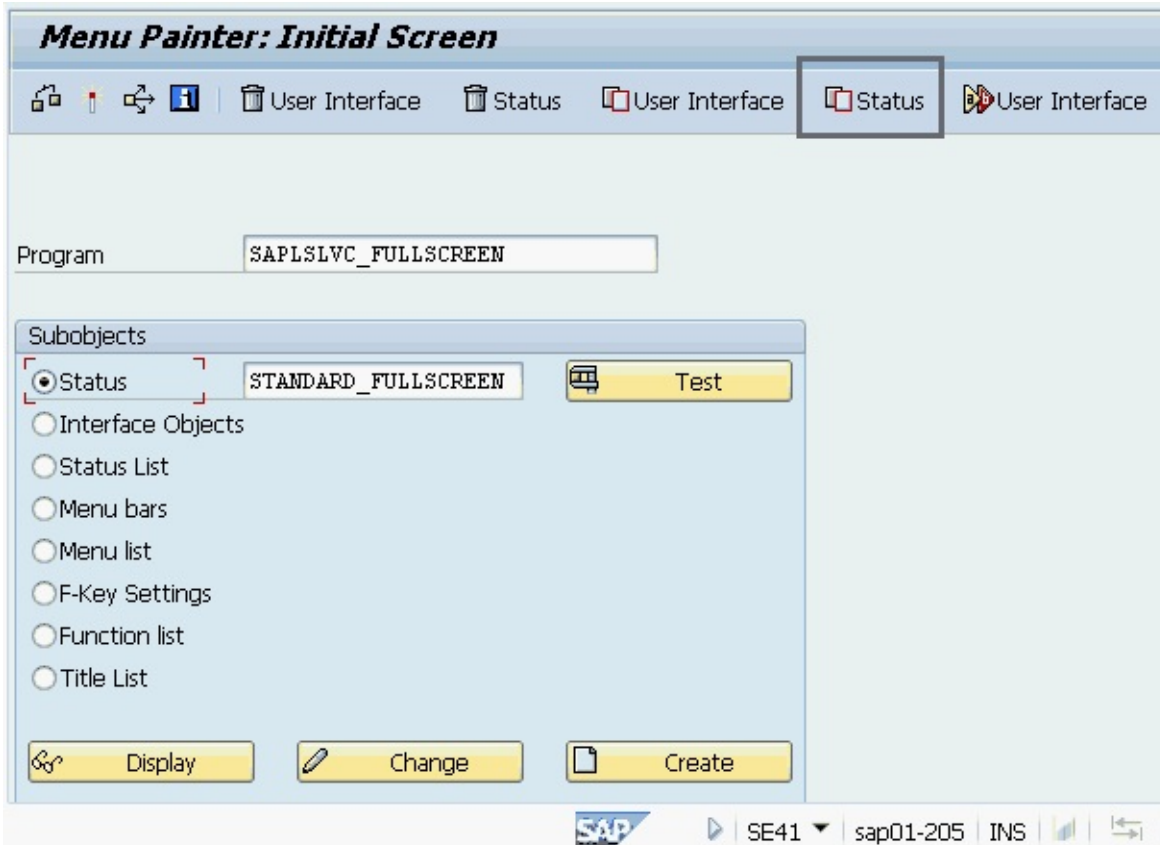 Menu Painter: Initial Screen
User Interface Status User Interface Status User Interface
Program SAPLSLVC_FULLSCREEN
Subobjects
Status STANDARD_FULLSCREEN Test
Interface Objects
Status List
Menu bars
Menu list
F-Key Settings
Function list
Title List
Display Change Create
SAP SE41 sap01-205 INS